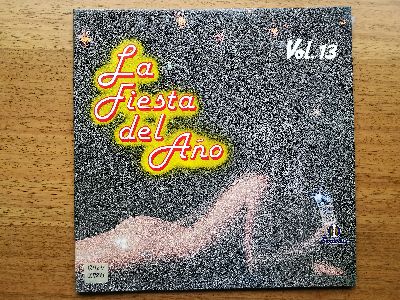 La
Fiesta
del
Año
Vol. 13